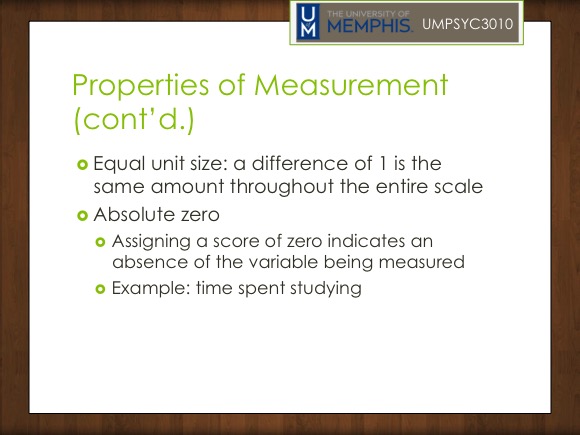 UM
THE UNIVERSITY OF
MEMPHIS.
UMPSYC3010
Properties of Measurement
(cont’d.)
Equal unit size: a difference of 1 is the
same amount throughout the entire scale
Absolute zero
Assigning a score of zero indicates an
absence of the variable being measured
Example: time spent studying